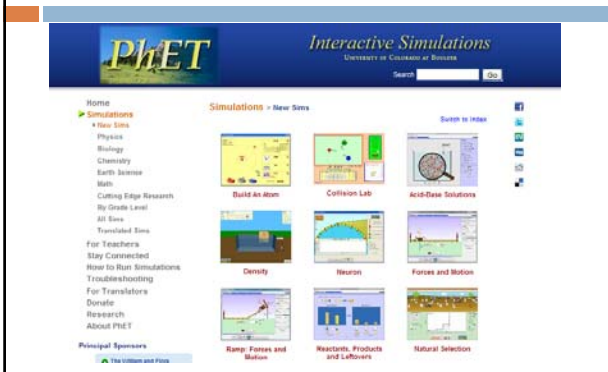 PhET
Interactive Simulations
University of Colorado at Boulder
Search
Go
Home
Simulations
New Sims
Physics
Biology
Chemistry
Earth Science
Math
Cutting Edge Research
By Grade Level
All Sims
Translated Sims
For Teachers
Stay Connected
How to Run Simulations
Troubleshooting
For Translators
Donate
Research
About PhET
Principal Sponsors
The William and Flora
Simulations » New Sims
Switch to Index
Build An Atom
Collision Lab
Acid-Base Solutions
Density
Neuron
Forces and Motion
Ramp: Forces and
Motion
Reactants, Products
and Leftovers
Natural Selection